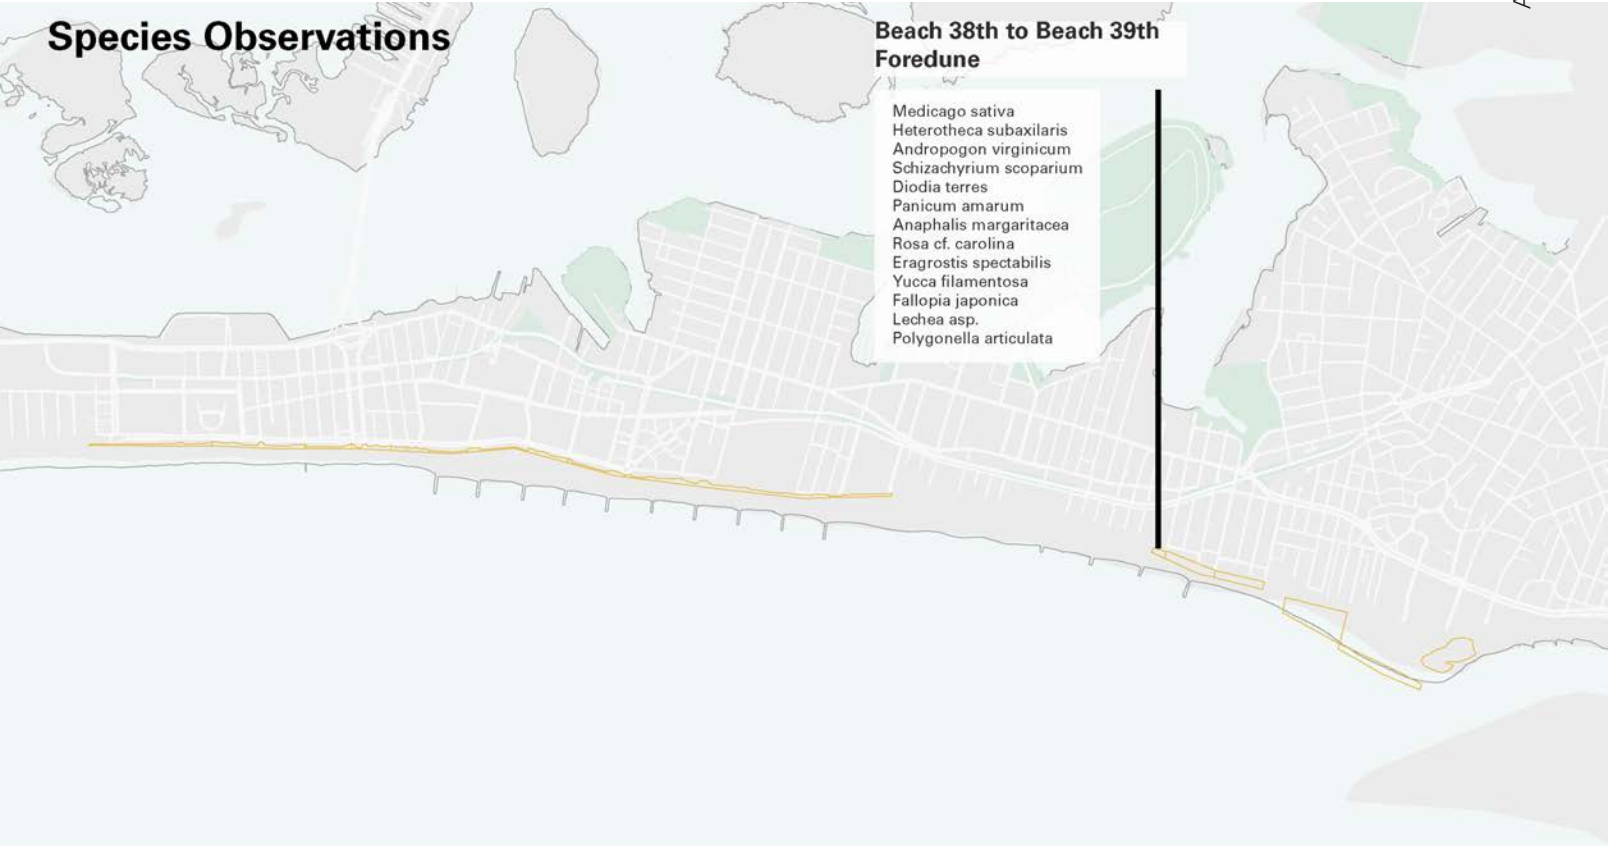 Species Observations
Beach 38th to Beach 39th
Foredune
Medicago sativa
Heterotheca subaxilaris
Andropogon virginicum
Schizachyrium scoparium
Diodia terres
Panicum amarum
Anaphalis margaritacea
Rosa cf. carolina
Eragrostis spectabilis
Yucca filamentosa
Fallopia japonica
Lechea asp.
Polygonella articulata